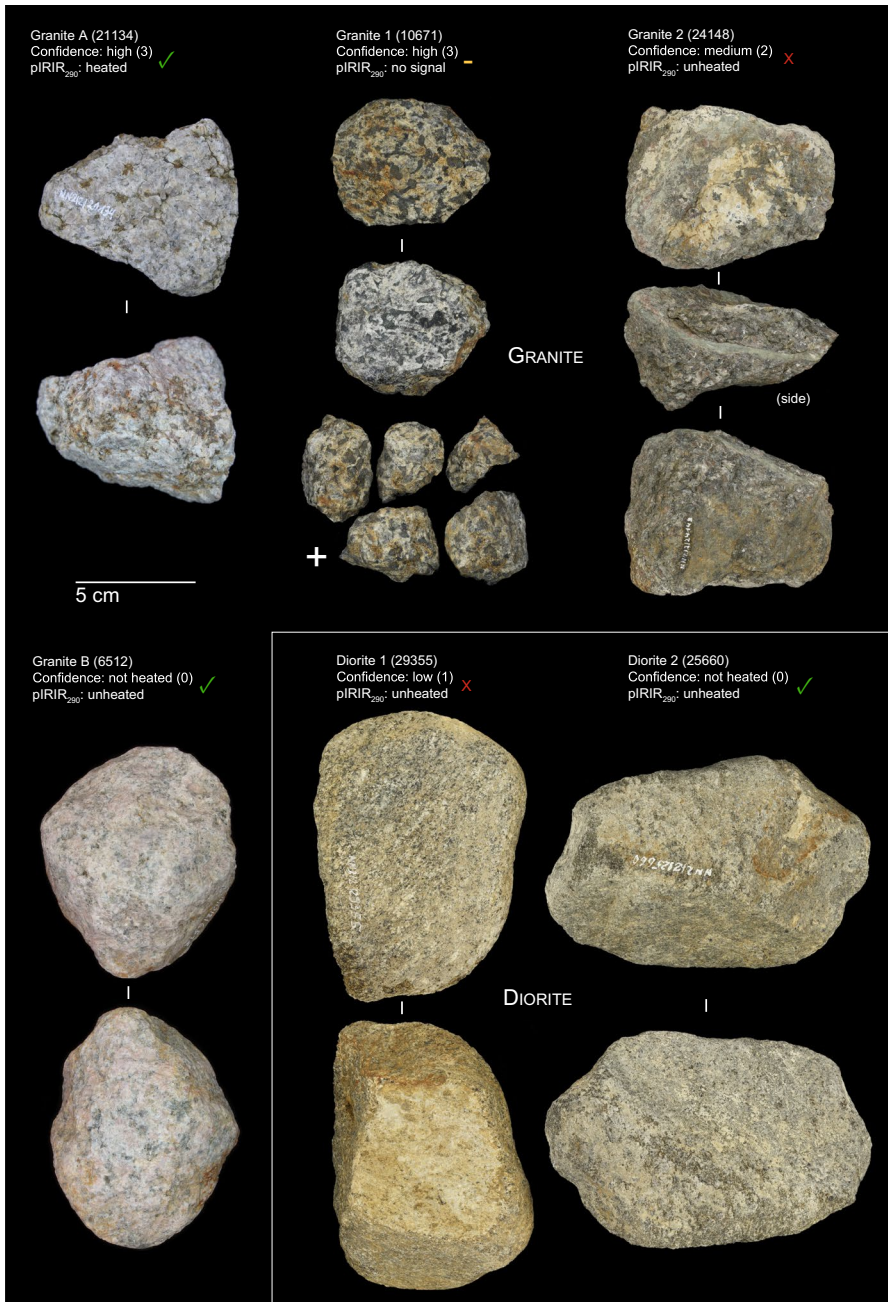 Granite A (21134)
Confidence: high (3)
pIRIR₂₉₀: heated ✓
Granite 1 (10671)
Confidence: high (3)
pIRIR₂₉₀: no signal -
Granite 2 (24148)
Confidence: medium (2) X
pIRIR₂₉₀: unheated
GRANITE
(side)
+
5 cm
Granite B (6512)
Confidence: not heated (0) ✓
pIRIR₂₉₀: unheated
Diorite 1 (29355)
Confidence: low (1) X
pIRIR₂₉₀: unheated
Diorite 2 (25660)
Confidence: not heated (0) ✓
pIRIR₂₉₀: unheated
DIORITE